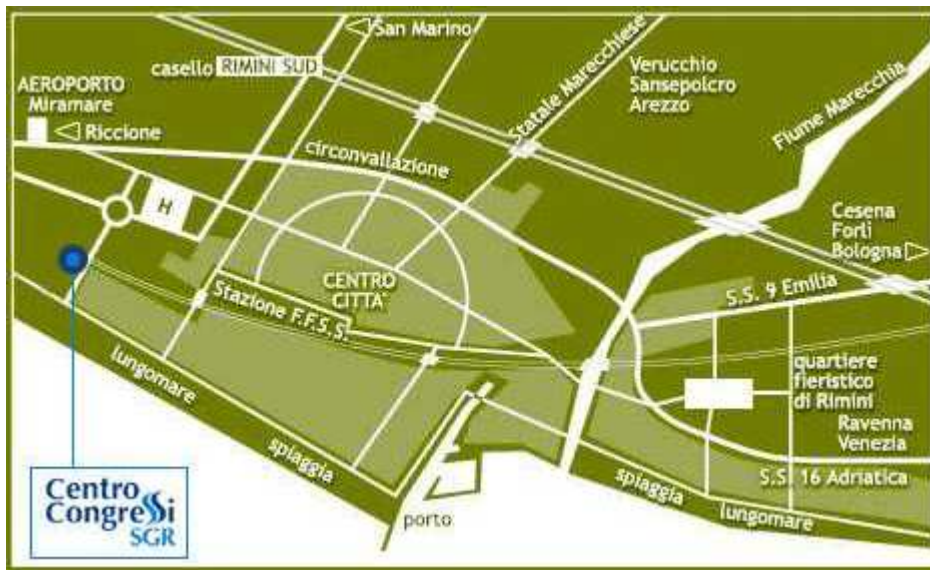 San Marino
casello RIMINI SUD
AEROPORTO
Miramare
Riccione
Statale Marecchiese
Verucchio
Sansepolcro
Arezzo
Fiume Marecchia
circonvallazione
H
Cesena
Forlì
Bologna
CENTRO
CITTA'
Stazione F.F.S.S.
S.S. 9 Emilia
lungomare
quartiere
fieristico
di Rimini
Ravenna
Venezia
spiaggia
S.S. 16 Adriatica
spiaggia
lungomare
porto
Centro
Congressi
SGR